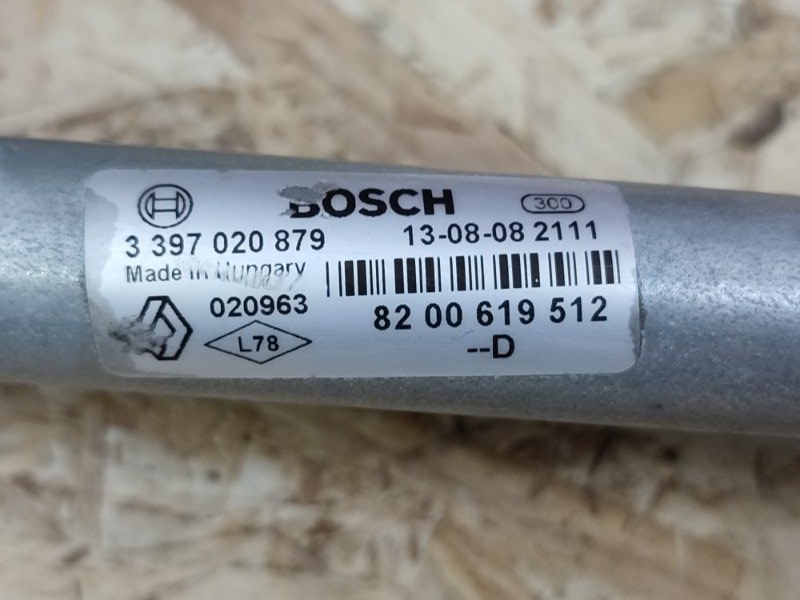 BOSCH 300
3 397 020 879 13-08-08 2111
Made in Hungary
020963 82 00 619 512
L78 --D